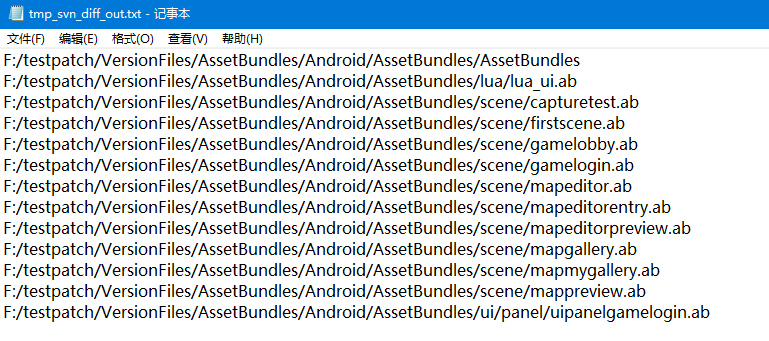 tmp_svn_diff_out.txt - 记事本
文件(F) 编辑(E) 格式(O) 查看(V) 帮助(H)
F:/testpatch/VersionFiles/AssetBundles/Android/AssetBundles/AssetBundles
F:/testpatch/VersionFiles/AssetBundles/Android/AssetBundles/lua/lua_ui.ab
F:/testpatch/VersionFiles/AssetBundles/Android/AssetBundles/scene/capturetest.ab
F:/testpatch/VersionFiles/AssetBundles/Android/AssetBundles/scene/firstscene.ab
F:/testpatch/VersionFiles/AssetBundles/Android/AssetBundles/scene/gamelobby.ab
F:/testpatch/VersionFiles/AssetBundles/Android/AssetBundles/scene/gamelogin.ab
F:/testpatch/VersionFiles/AssetBundles/Android/AssetBundles/scene/mapeditor.ab
F:/testpatch/VersionFiles/AssetBundles/Android/AssetBundles/scene/mapeditorentry.ab
F:/testpatch/VersionFiles/AssetBundles/Android/AssetBundles/scene/mapeditorpreview.ab
F:/testpatch/VersionFiles/AssetBundles/Android/AssetBundles/scene/mapgallery.ab
F:/testpatch/VersionFiles/AssetBundles/Android/AssetBundles/scene/mapmygallery.ab
F:/testpatch/VersionFiles/AssetBundles/Android/AssetBundles/scene/mappreview.ab
F:/testpatch/VersionFiles/AssetBundles/Android/AssetBundles/ui/panel/uipanelgamelogin.ab